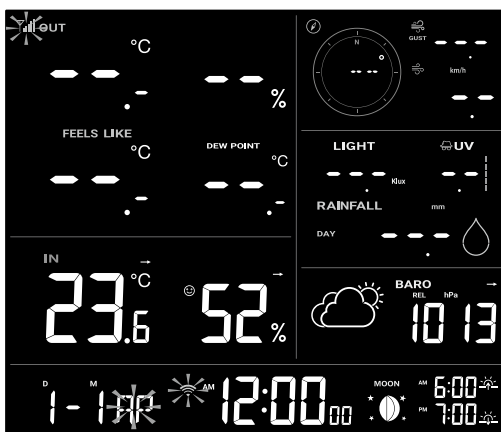 OUT
°C
--.-
--%
FEELS LIKE
°C
--.-
DEW POINT
°C
--.-
N
---°
GUST
---.
km/h
--.
LIGHT
---.
Klux
UV
--.
RAINFALL
mm
DAY
---.
IN
23.6 °C
52%
BARO
REL hPa
1013
D M
1-1 AP
AM 12:00 00
MOON
AM 6:00
PM 7:00